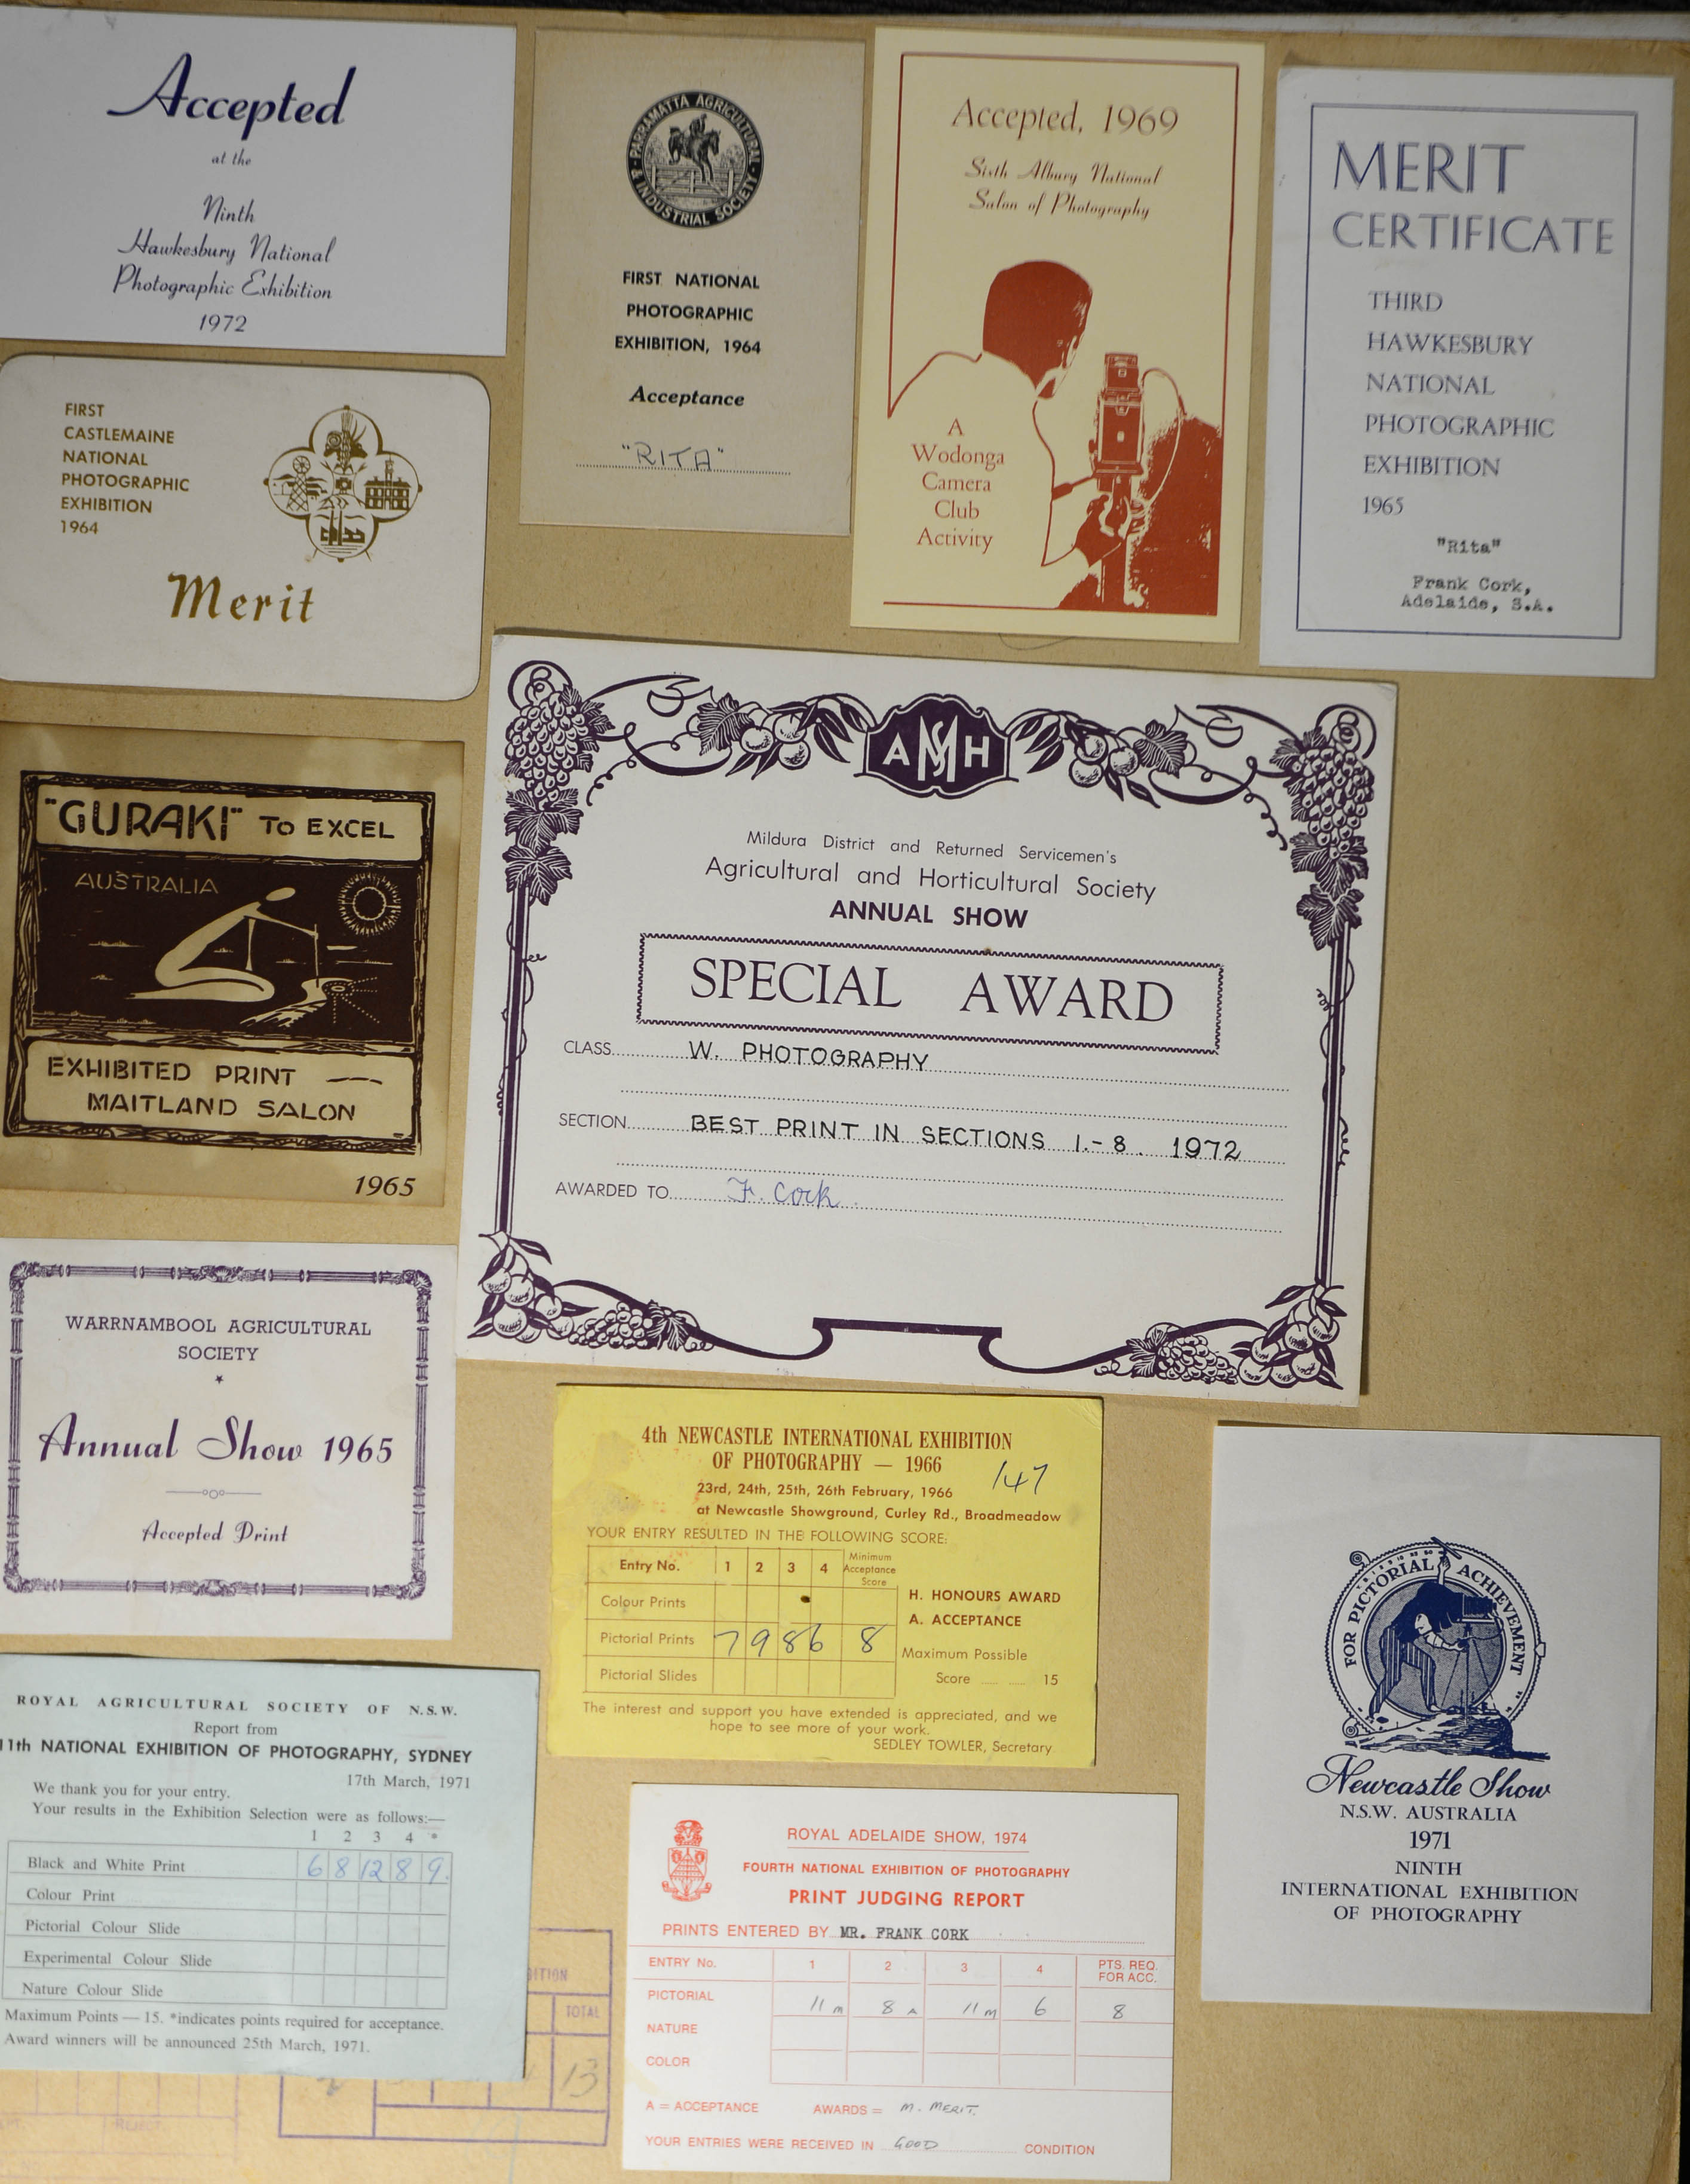 Accepted
at the
Ninth
Hawkesbury National
Photographic Exhibition
1972
PARRAMATTA AGRICULTURAL
& INDUSTRIAL SOCIETY
FIRST NATIONAL
PHOTOGRAPHIC
EXHIBITION, 1964
Acceptance
"RITA"
Accepted, 1969
Sixth Albury National
Salon of Photography
A
Wodonga
Camera
Club
Activity
MERIT
CERTIFICATE
THIRD
HAWKESBURY
NATIONAL
PHOTOGRAPHIC
EXHIBITION
1965
"Rita"
Frank Cork,
Adelaide, S.A.
FIRST
CASTLEMAINE
NATIONAL
PHOTOGRAPHIC
EXHIBITION
1964
Merit
"GURAKI" TO EXCEL
AUSTRALIA
EXHIBITED PRINT —
MAITLAND SALON
1965
AMSH
Mildura District and Returned Servicemen's
Agricultural and Horticultural Society
ANNUAL SHOW
SPECIAL AWARD
CLASS W. PHOTOGRAPHY
SECTION BEST PRINT IN SECTIONS 1.-8. 1972
AWARDED TO F. Cork.
WARRNAMBOOL AGRICULTURAL
SOCIETY
Annual Show 1965
Accepted Print
4th NEWCASTLE INTERNATIONAL EXHIBITION
OF PHOTOGRAPHY — 1966
147
23rd, 24th, 25th, 26th February, 1966
at Newcastle Showground, Curley Rd., Broadmeadow
YOUR ENTRY RESULTED IN THE FOLLOWING SCORE:
Entry No. 1 2 3 4 Minimum
Acceptance
Score
Colour Prints
Pictorial Prints 7 9 8 6 8
Pictorial Slides
H. HONOURS AWARD
A. ACCEPTANCE
Maximum Possible
Score ..... ..... 15
The interest and support you have extended is appreciated, and we
hope to see more of your work.
SEDLEY TOWLER, Secretary
"FOR PICTORIAL ACHIEVEMENT"
Newcastle Show
N.S.W. AUSTRALIA
1971
NINTH
INTERNATIONAL EXHIBITION
OF PHOTOGRAPHY
ROYAL AGRICULTURAL SOCIETY OF N.S.W.
Report from
11th NATIONAL EXHIBITION OF PHOTOGRAPHY, SYDNEY
17th March, 1971
We thank you for your entry.
Your results in the Exhibition Selection were as follows:—
1 2 3 4 *
Black and White Print 6 8 12 8 9.
Colour Print
Pictorial Colour Slide
Experimental Colour Slide
Nature Colour Slide
Maximum Points — 15. *indicates points required for acceptance.
Award winners will be announced 25th March, 1971.
TOTAL
13
ROYAL ADELAIDE SHOW, 1974
FOURTH NATIONAL EXHIBITION OF PHOTOGRAPHY
PRINT JUDGING REPORT
PRINTS ENTERED BY MR. FRANK CORK
ENTRY No. 1 2 3 4 PTS. REQ.
FOR ACC.
PICTORIAL 11 M 8 A 11 M 6 8
NATURE
COLOR
A = ACCEPTANCE AWARDS = M. MERIT.
YOUR ENTRIES WERE RECEIVED IN GOOD CONDITION